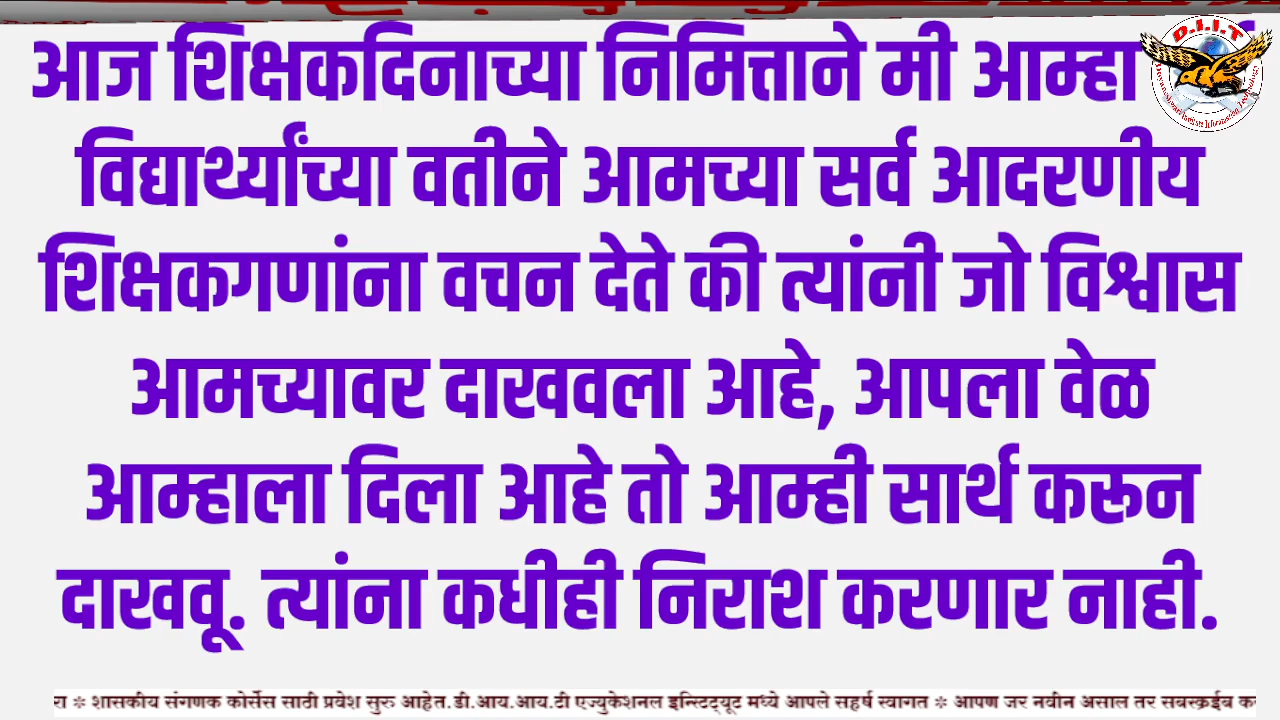 आज शिक्षकदिनाच्या निमित्ताने मी आम्हा
D.I.I.T
विद्यार्थ्यांच्या वतीने आमच्या सर्व आदरणीय
शिक्षकगणांना वचन देते की त्यांनी जो विश्वास
आमच्यावर दाखवला आहे, आपला वेळ
आम्हाला दिला आहे तो आम्ही सार्थ करून
दाखवू. त्यांना कधीही निराश करणार नाही.
रा ❇ शासकीय संगणक कोर्सेस साठी प्रवेश सुरु आहेत.डी.आय.आय.टी एज्युकेशनल इन्स्टिट्यूट मध्ये आपले सहर्ष स्वागत ❇ आपण जर नवीन असाल तर सबस्क्रईब क